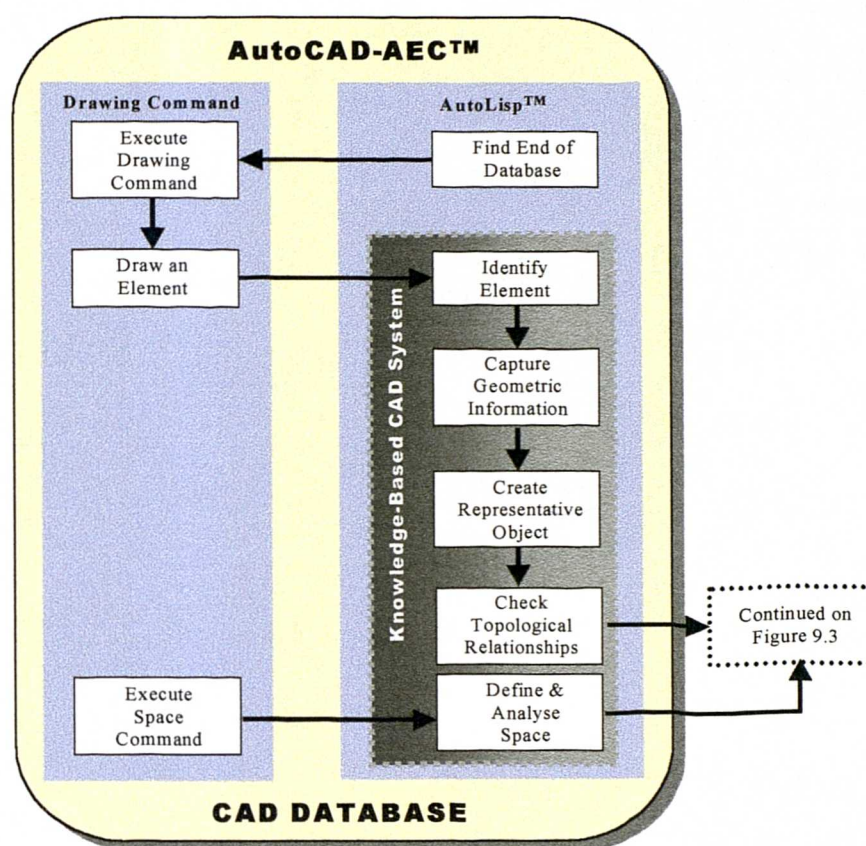 AutoCAD-AEC™
Drawing Command
AutoLisp™
Execute
Drawing
Command
Find End of
Database
Draw an
Element
Identify
Element
Knowledge-Based CAD System
Capture
Geometric
Information
Create
Representative
Object
Check
Topological
Relationships
Continued on
Figure 9.3
Execute
Space
Command
Define &
Analyse
Space
CAD DATABASE